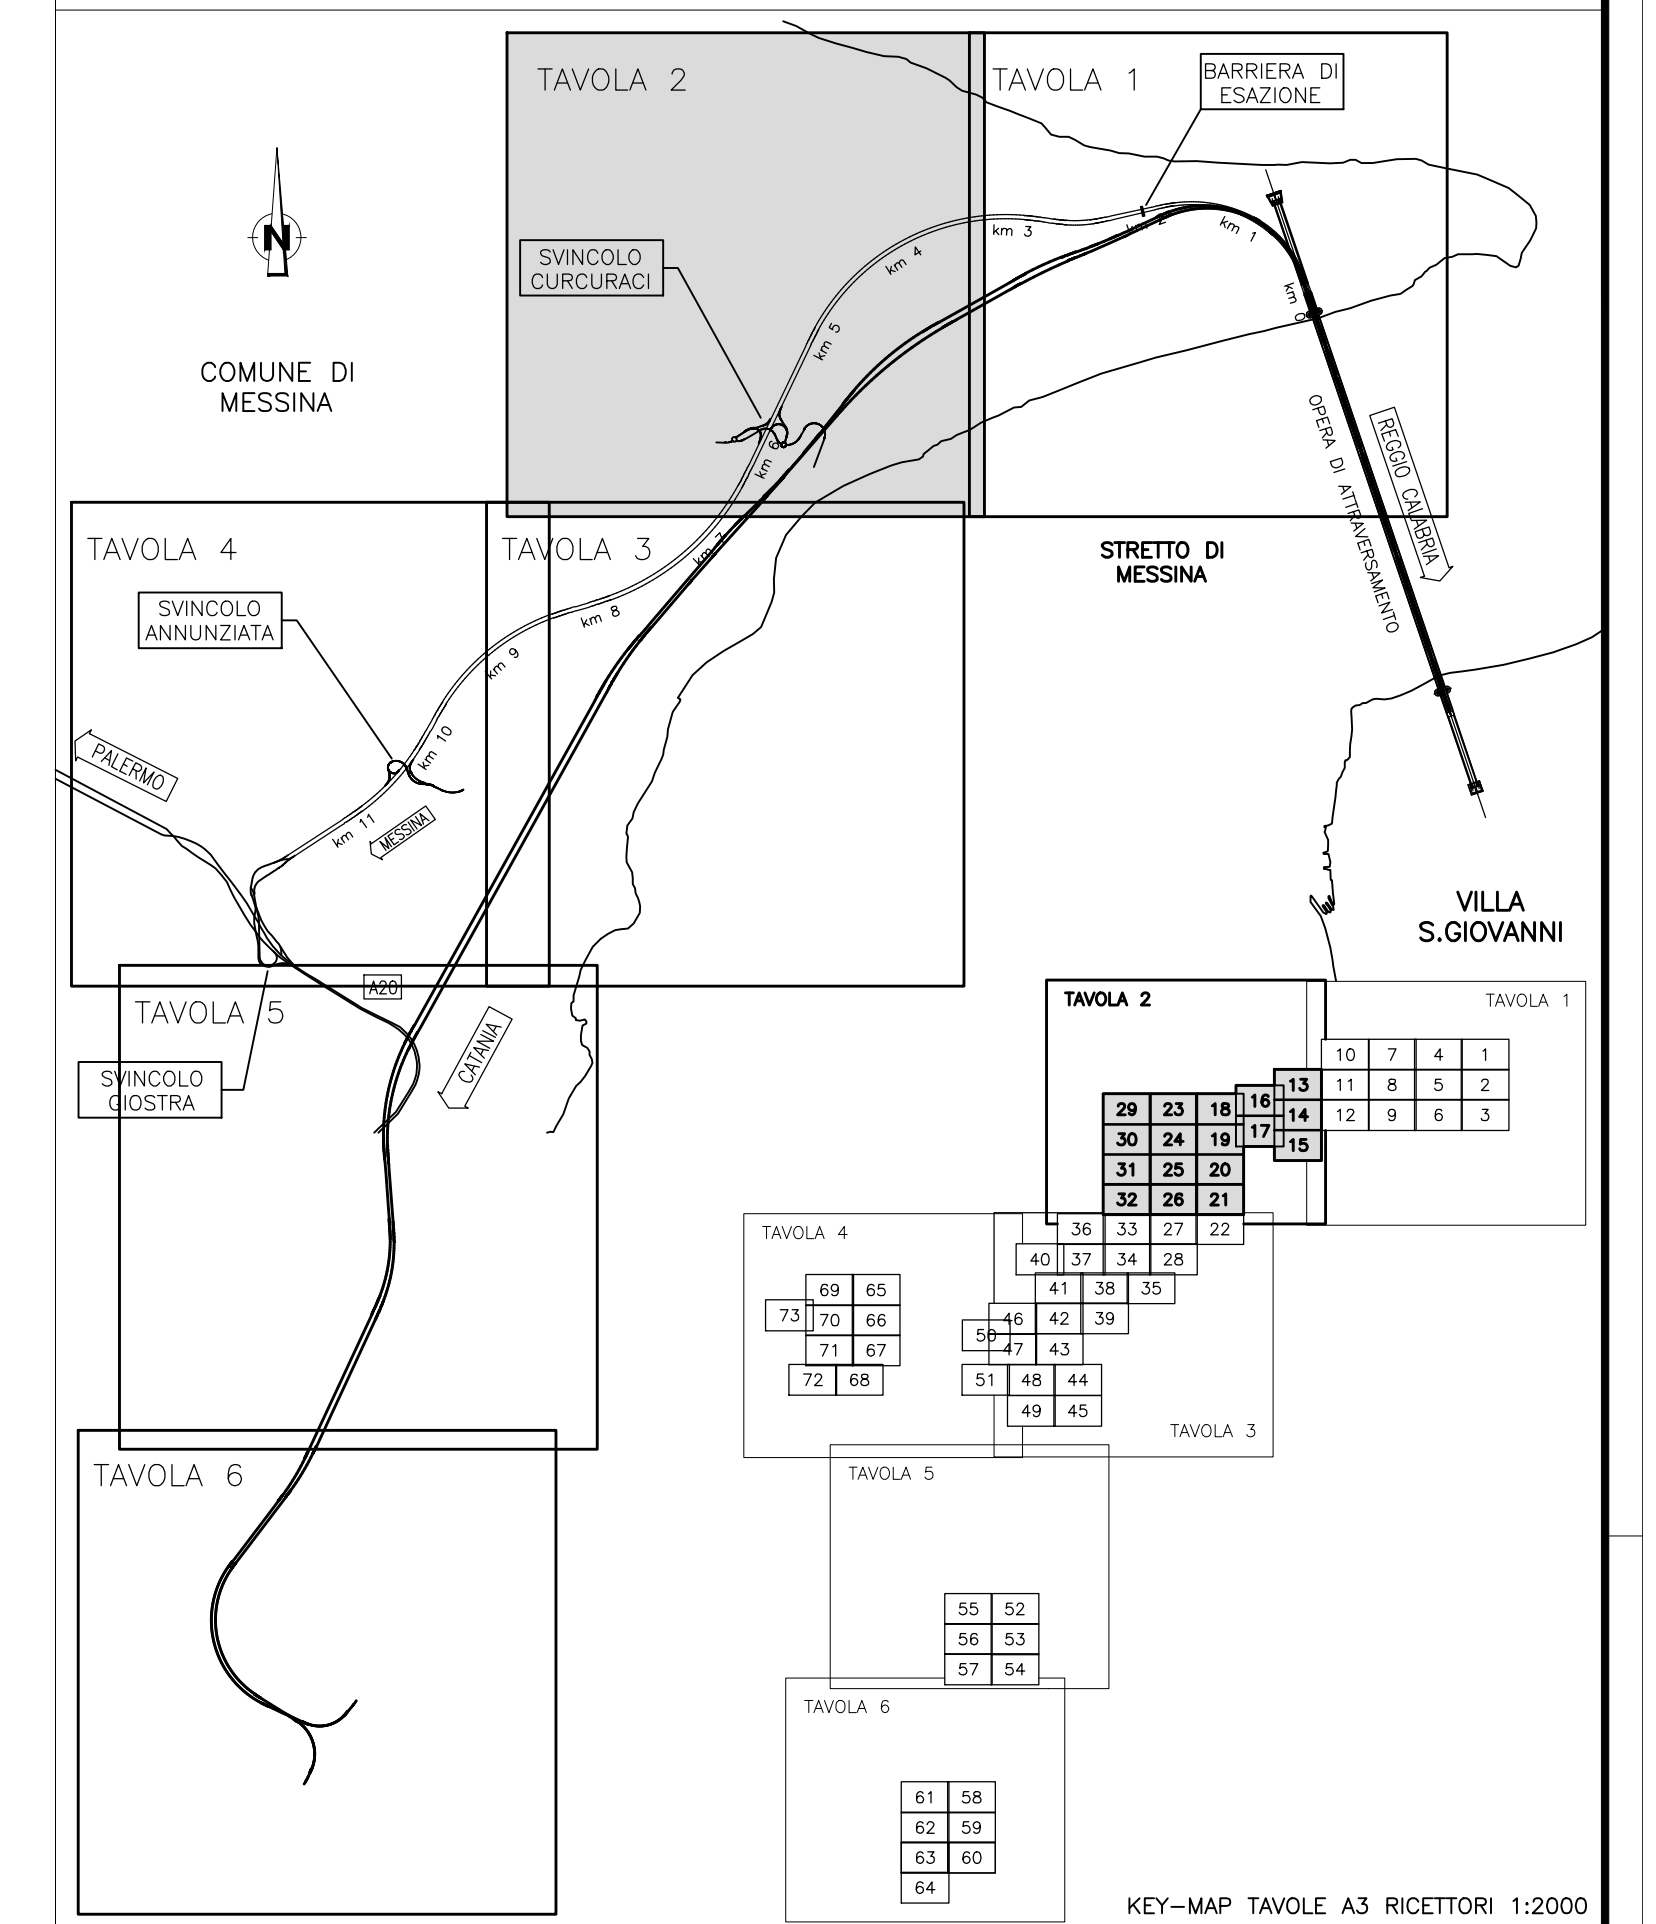 TAVOLA 2
TAVOLA 1
BARRIERA DI
ESAZIONE
N
SVINCOLO
CURCURACI
km 4
km 3
km 2
km 1
km 0
km 5
km 6
COMUNE DI
MESSINA
OPERA DI ATTRAVERSAMENTO
REGGIO CALABRIA
TAVOLA 4
TAVOLA 3
km 7
STRETTO DI
MESSINA
SVINCOLO
ANNUNZIATA
km 8
km 9
km 10
PALERMO
km 11
MESSINA
VILLA
S.GIOVANNI
A20
TAVOLA 5
CATANIA
SVINCOLO
GIOSTRA
TAVOLA 6
TAVOLA 2
TAVOLA 1
10 7 4 1
13 11 8 5 2
16
29 23 18 14 12 9 6 3
30 24 19 17 15
31 25 20
32 26 21
TAVOLA 4
36 33 27 22
40 37 34 28
69 65 41 38 35
73 70 66 46 42 39
50
71 67 47 43
72 68 51 48 44
49 45
TAVOLA 3
TAVOLA 5
55 52
56 53
57 54
TAVOLA 6
61 58
62 59
63 60
64
KEY-MAP TAVOLE A3 RICETTORI 1:2000